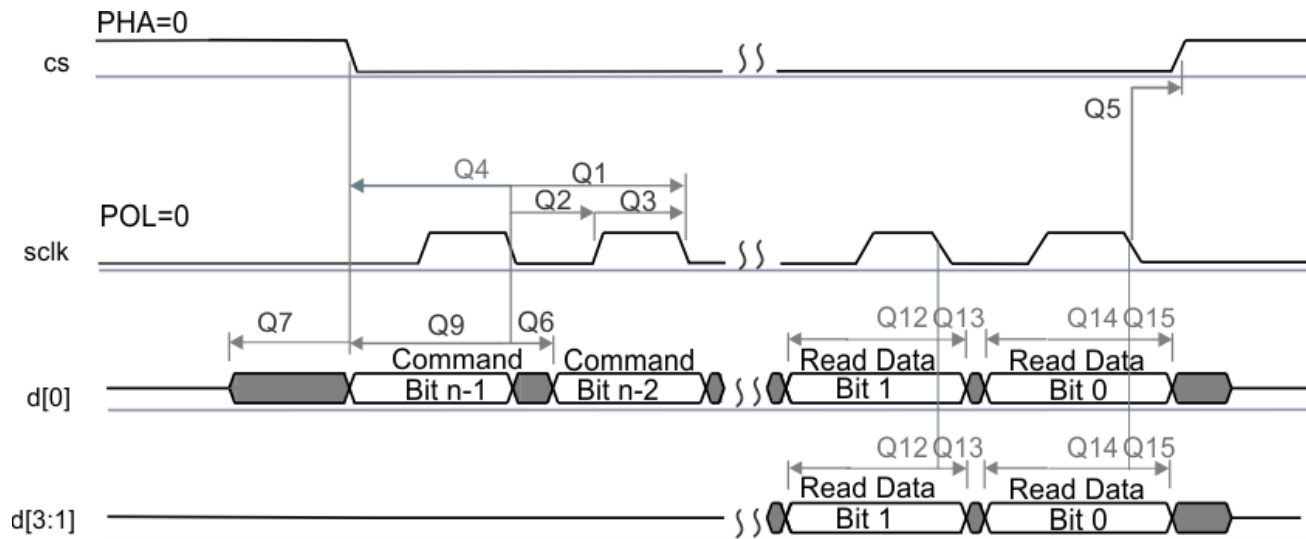 PHA=0
cs
Q5
Q4 Q1
Q2 Q3
POL=0
sclk
Q7 Q9 Q6 Q12 Q13 Q14 Q15
Command Command Read Data Read Data
d[0] Bit n-1 Bit n-2 Bit 1 Bit 0
Q12 Q13 Q14 Q15
Read Data Read Data
d[3:1] Bit 1 Bit 0